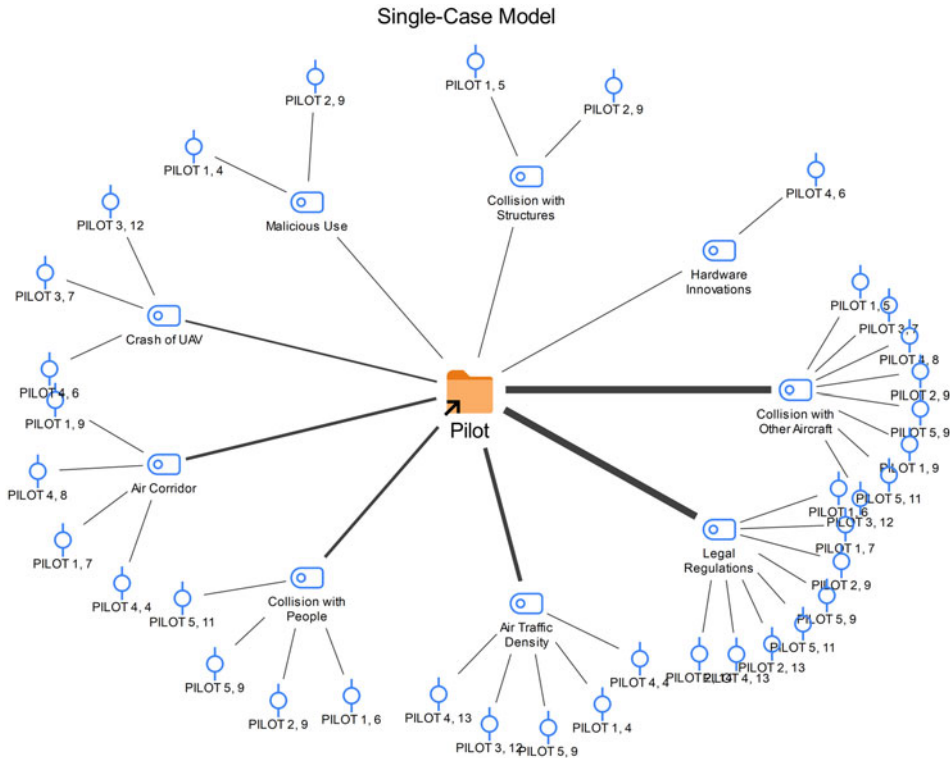 Single-Case Model
PILOT 1, 5
PILOT 2, 9
PILOT 2, 9
PILOT 1, 4
PILOT 4, 6
Malicious Use
Collision with
Structures
PILOT 3, 12
Hardware
Innovations
PILOT 3, 7
PILOT 1, 5
PILOT 3, 7
Crash of UAV
PILOT 4, 8
PILOT 4, 6
PILOT 2, 9
Collision with
Other Aircraft
PILOT 1, 9
PILOT 5, 9
Pilot
PILOT 1, 9
PILOT 4, 8
Air Corridor
PILOT 5, 11
PILOT 1, 6
PILOT 3, 12
PILOT 1, 7
PILOT 1, 7
Legal
Regulations
PILOT 4, 4
PILOT 2, 9
Collision with
People
PILOT 5, 11
Air Traffic
Density
PILOT 5, 9
PILOT 5, 11
PILOT 5, 9
PILOT 4, 4
PILOT 2, 13
PILOT 4, 13
PILOT 2, 9
PILOT 1, 6
PILOT 4, 13
PILOT 1, 4
PILOT 3, 12
PILOT 5, 9